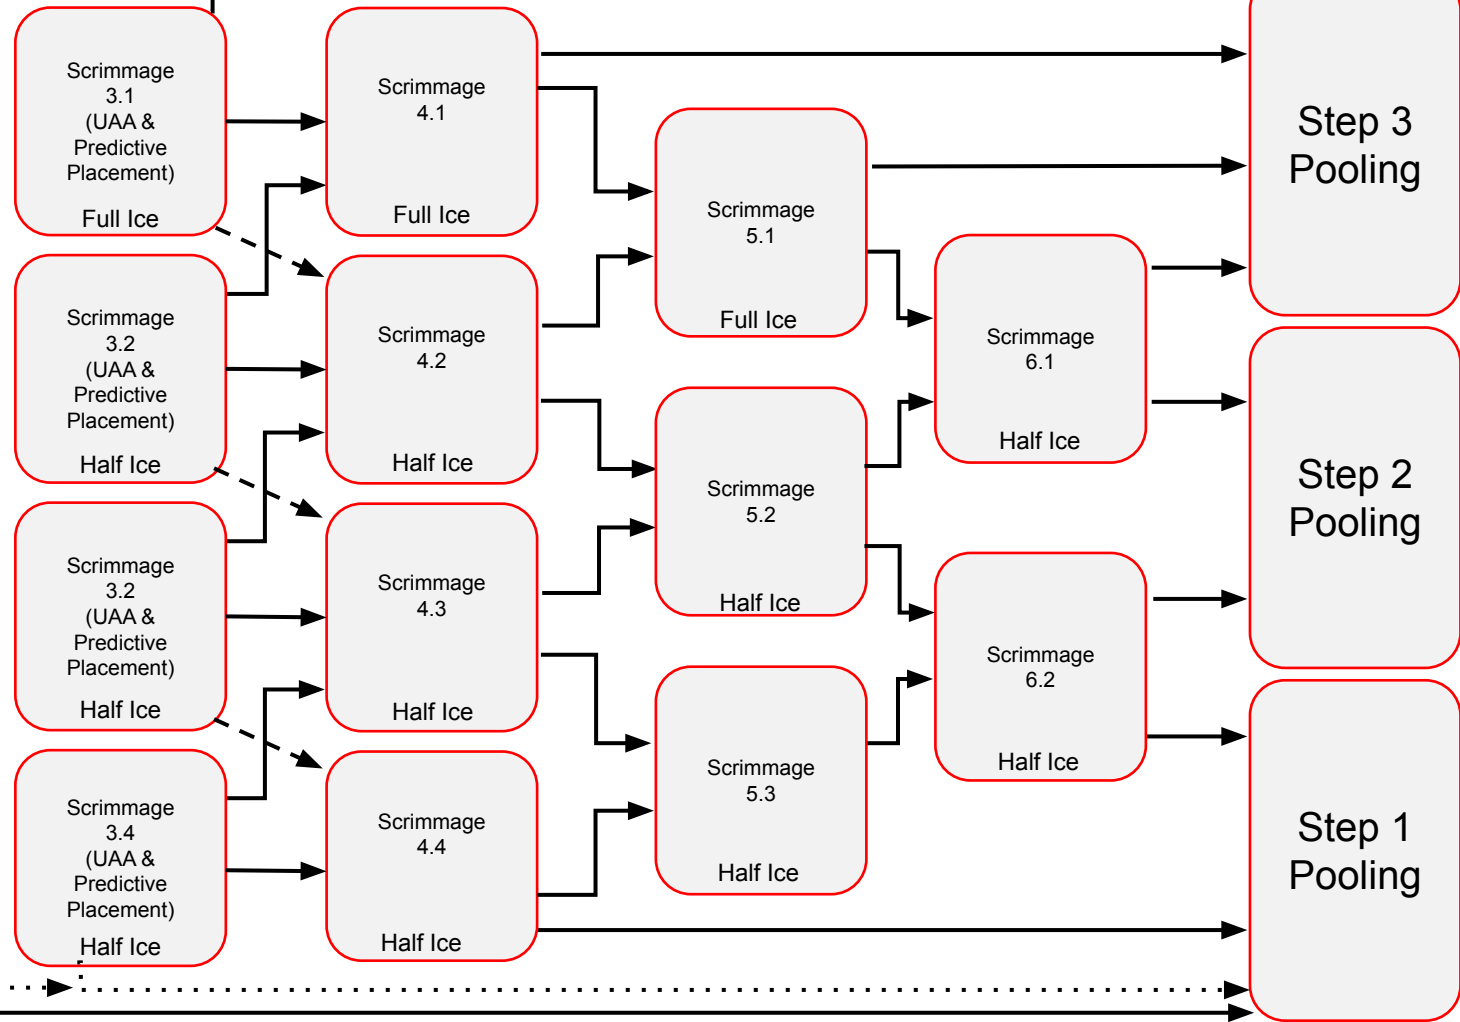 Scrimmage
3.1
(UAA &
Predictive
Placement)
Full Ice
Scrimmage
3.2
(UAA &
Predictive
Placement)
Half Ice
Scrimmage
3.2
(UAA &
Predictive
Placement)
Half Ice
Scrimmage
3.4
(UAA &
Predictive
Placement)
Half Ice
Scrimmage
4.1
Full Ice
Scrimmage
4.2
Half Ice
Scrimmage
4.3
Half Ice
Scrimmage
4.4
Half Ice
Scrimmage
5.1
Full Ice
Scrimmage
5.2
Half Ice
Scrimmage
5.3
Half Ice
Scrimmage
6.1
Half Ice
Scrimmage
6.2
Half Ice
Step 3
Pooling
Step 2
Pooling
Step 1
Pooling